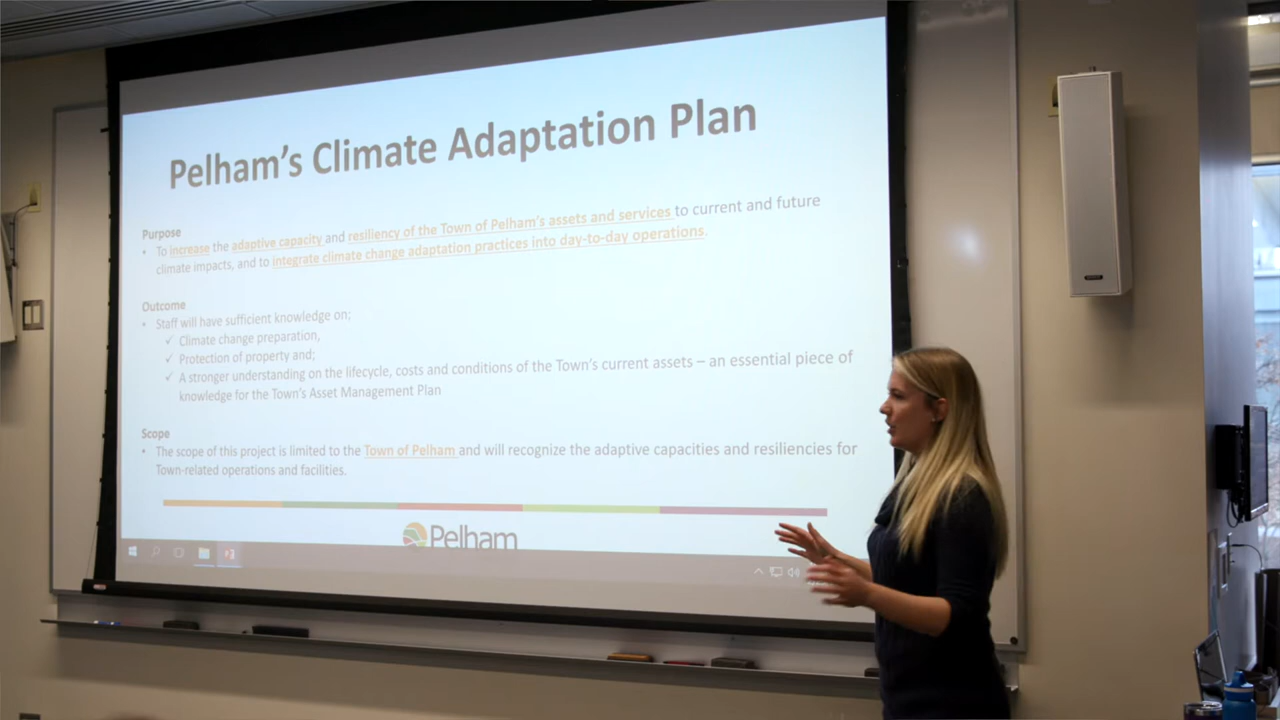 Pelham's Climate Adaptation Plan
Purpose
• To increase the adaptive capacity and resiliency of the Town of Pelham's assets and services to current and future
climate impacts, and to integrate climate change adaptation practices into day-to-day operations.
Outcome
• Staff will have sufficient knowledge on;
✓ Climate change preparation,
✓ Protection of property and;
✓ A stronger understanding on the lifecycle, costs and conditions of the Town's current assets – an essential piece of
knowledge for the Town's Asset Management Plan
Scope
• The scope of this project is limited to the Town of Pelham and will recognize the adaptive capacities and resiliencies for
Town-related operations and facilities.
Pelham